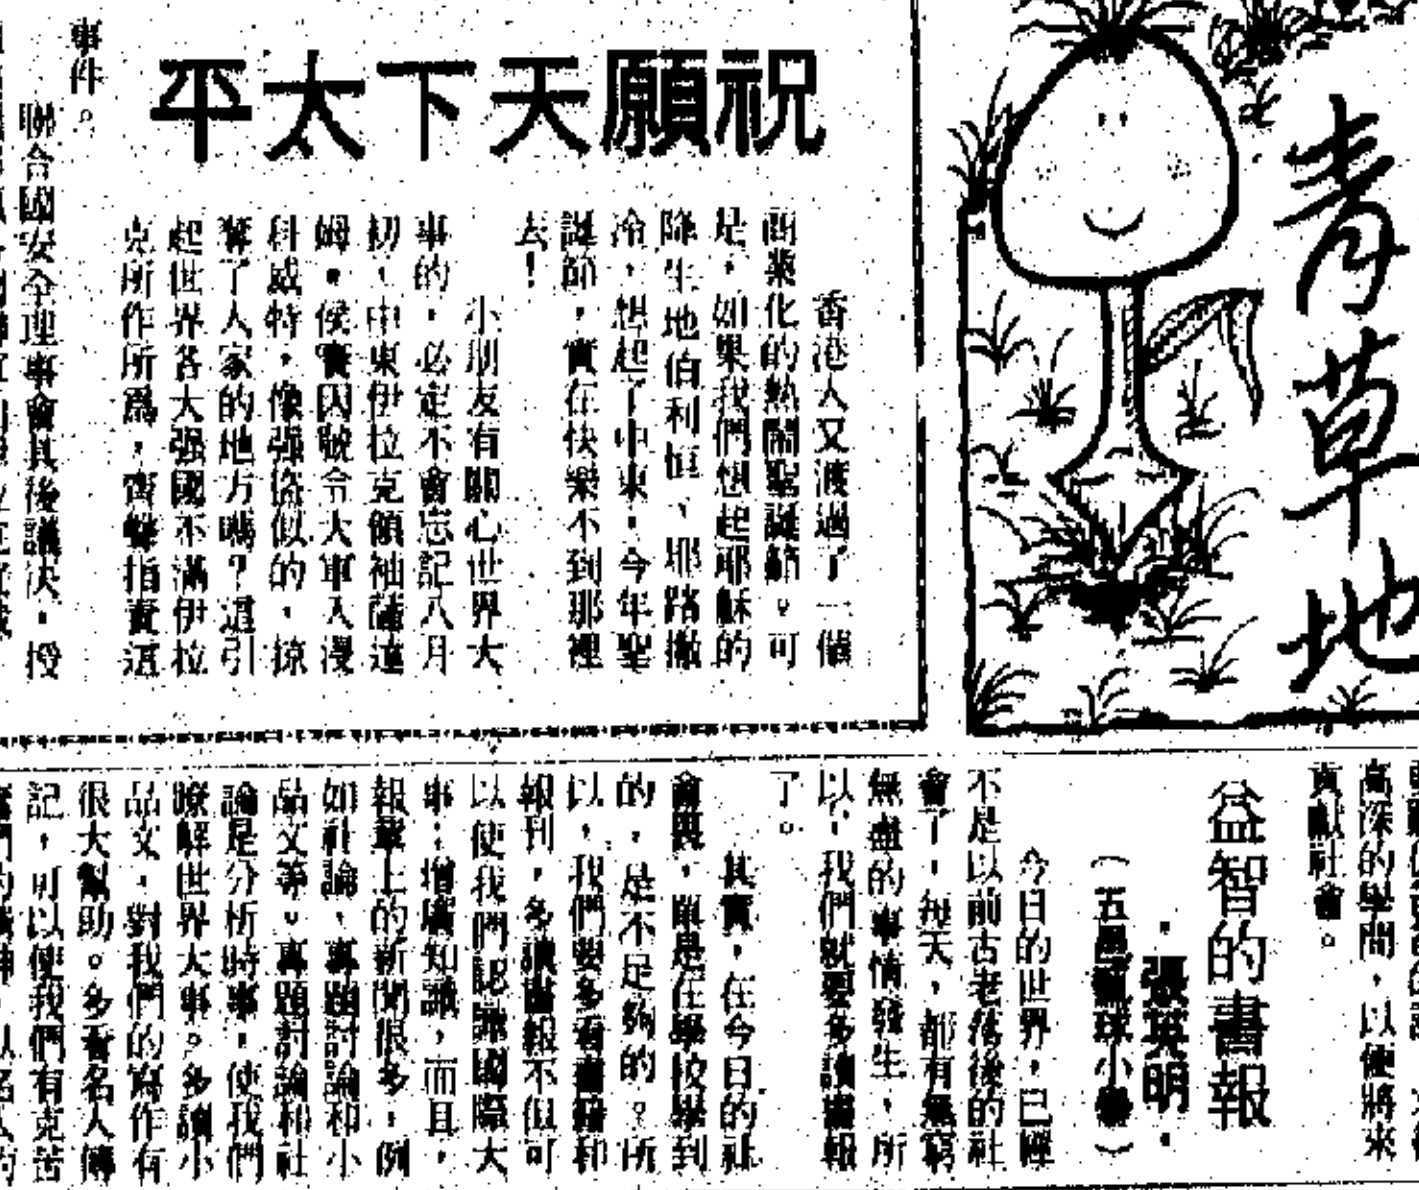 青草地
祝願天下太平
香港人又渡過了一個
商業化的熱鬧聖誕節。可
是，如果我們想起耶穌的
降生地伯利恒、耶路撒
冷，想起了中東，今年聖
誕節，實在快樂不到那裡
去！
小朋友有關心世界大
事的，必定不會忘記八月
初，中東伊拉克領袖薩達
姆．侯賽因號令大軍入侵
科威特，像強盜似的，掠
奪了人家的地方嗎？這引
起世界各大强國不滿伊拉
克所作所為，齊聲指責這
事件。
聯合國安全理事會其後議決，授
高深的學問，以便將來
貢獻社會。
益智的書報
．張英明．
（五 小學）
今日的世界，已經
不是以前古老落後的社
會了，每天，都有無窮
無盡的事情發生，所
以，我們就要多讀書報
了。
其實，在今日的社
會裏，單是在學校學到
的，是不足夠的。所
以，我們要多看書籍和
報刊，多讀書報不但可
以使我們認識國際大
事；增廣知識，而且，
報章上的新聞很多，例
如社論、專題討論和小
品文等。專題討論和社
論是分析時事，使我們
瞭解世界大事。多讀小
品文，對我們的寫作有
很大幫助。多看名人傳
記，可以使我們有克苦